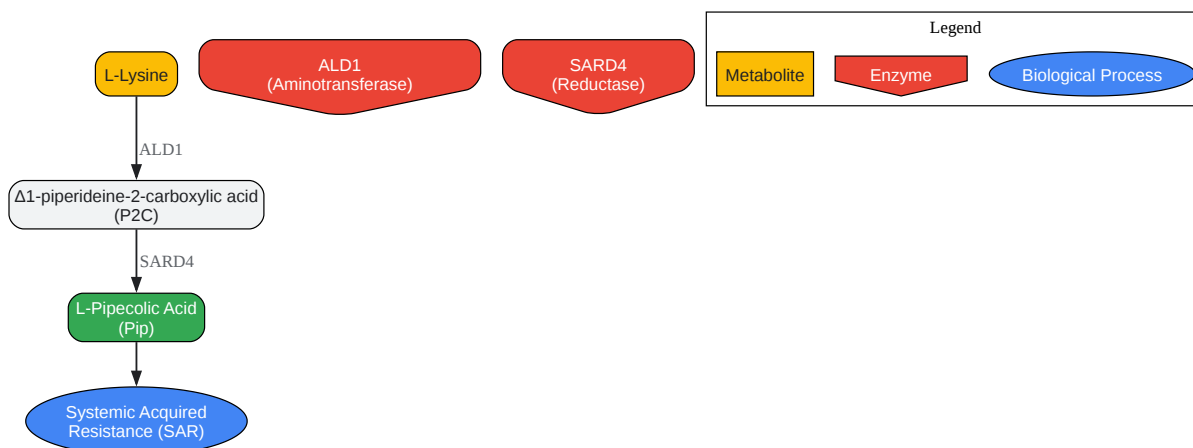 L-Lysine
ALD1
(Aminotransferase)
SARD4
(Reductase)
Legend
Metabolite
Enzyme
Biological Process
ALD1
Δ1-piperideine-2-carboxylic acid
(P2C)
SARD4
L-Pipecolic Acid
(Pip)
Systemic Acquired
Resistance (SAR)